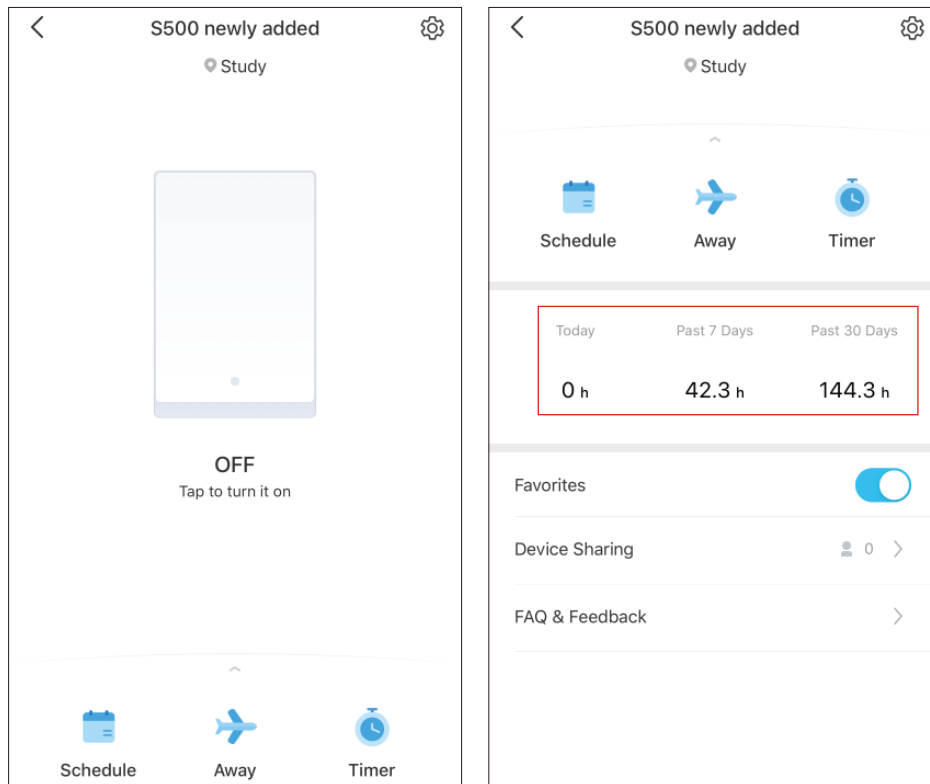 S500 newly added
Study
OFF
Tap to turn it on
Schedule Away Timer
S500 newly added
Study
Schedule Away Timer
Today Past 7 Days Past 30 Days
0 h 42.3 h 144.3 h
Favorites
Device Sharing 0
FAQ & Feedback